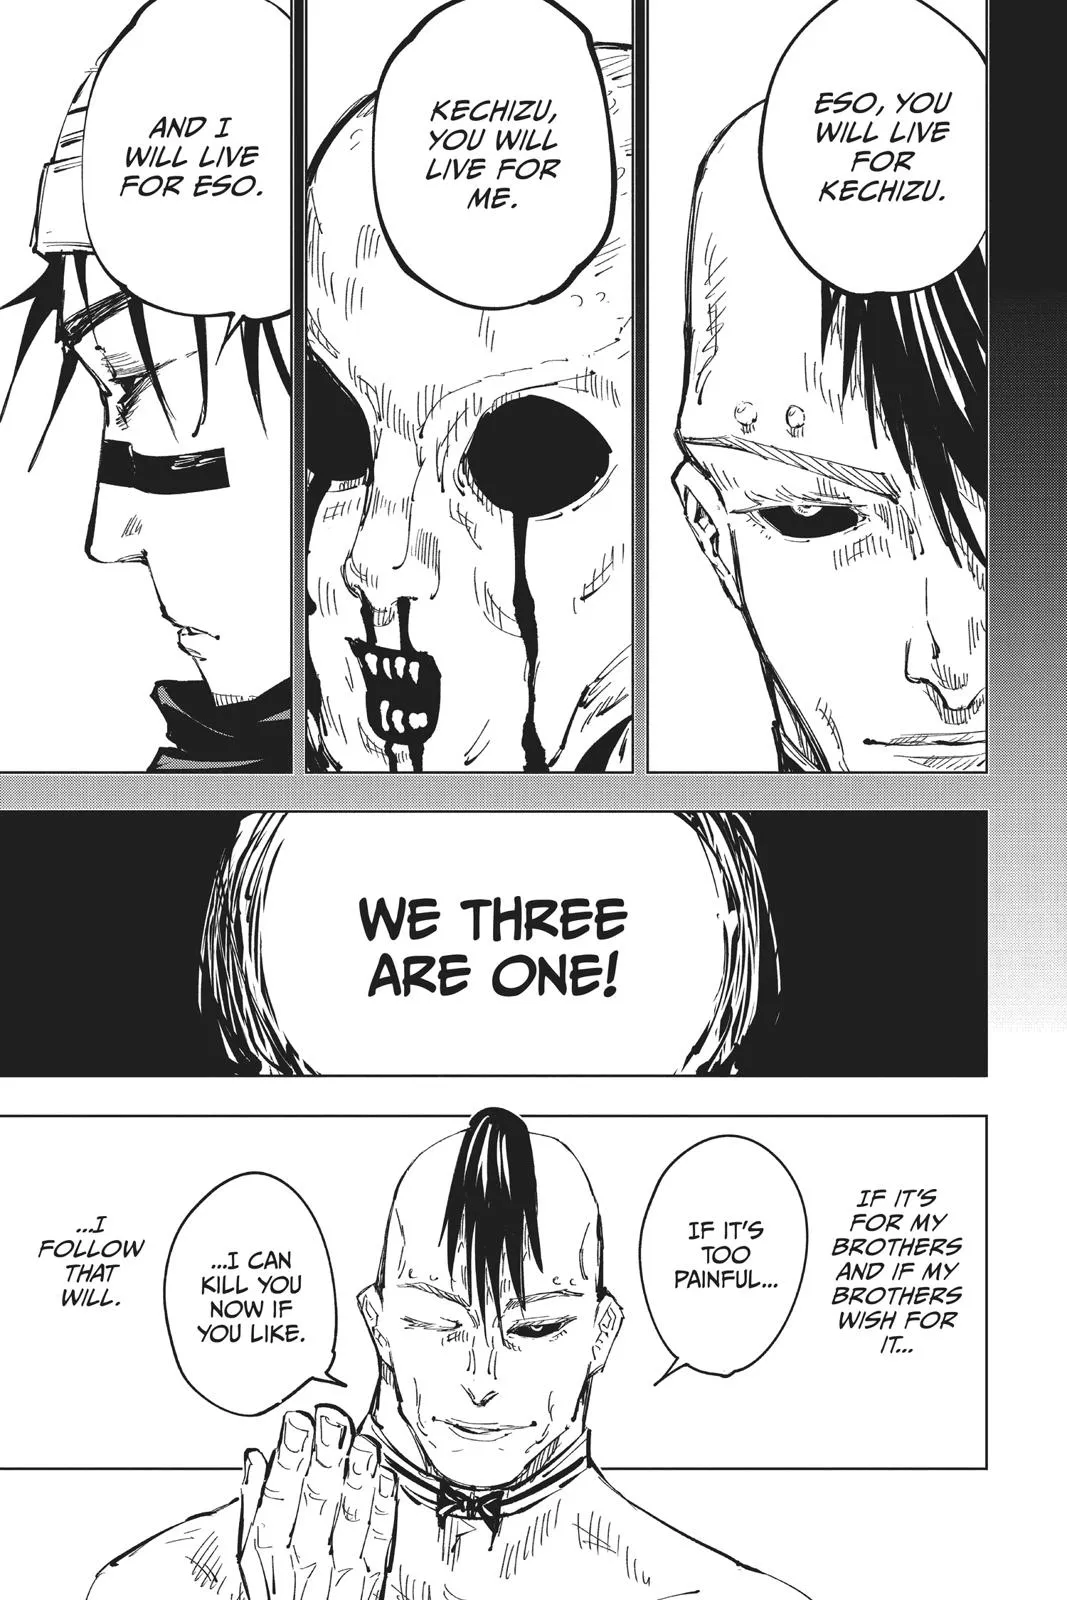 ESO, YOU
WILL LIVE
FOR
KECHIZU.
KECHIZU,
YOU WILL
LIVE FOR
ME.
AND I
WILL LIVE
FOR ESO.
WE THREE
ARE ONE!
IF IT'S
FOR MY
BROTHERS
AND IF MY
BROTHERS
WISH FOR
IT...
IF IT'S
TOO
PAINFUL...
...I CAN
KILL YOU
NOW IF
YOU LIKE.
...I
FOLLOW
THAT
WILL.